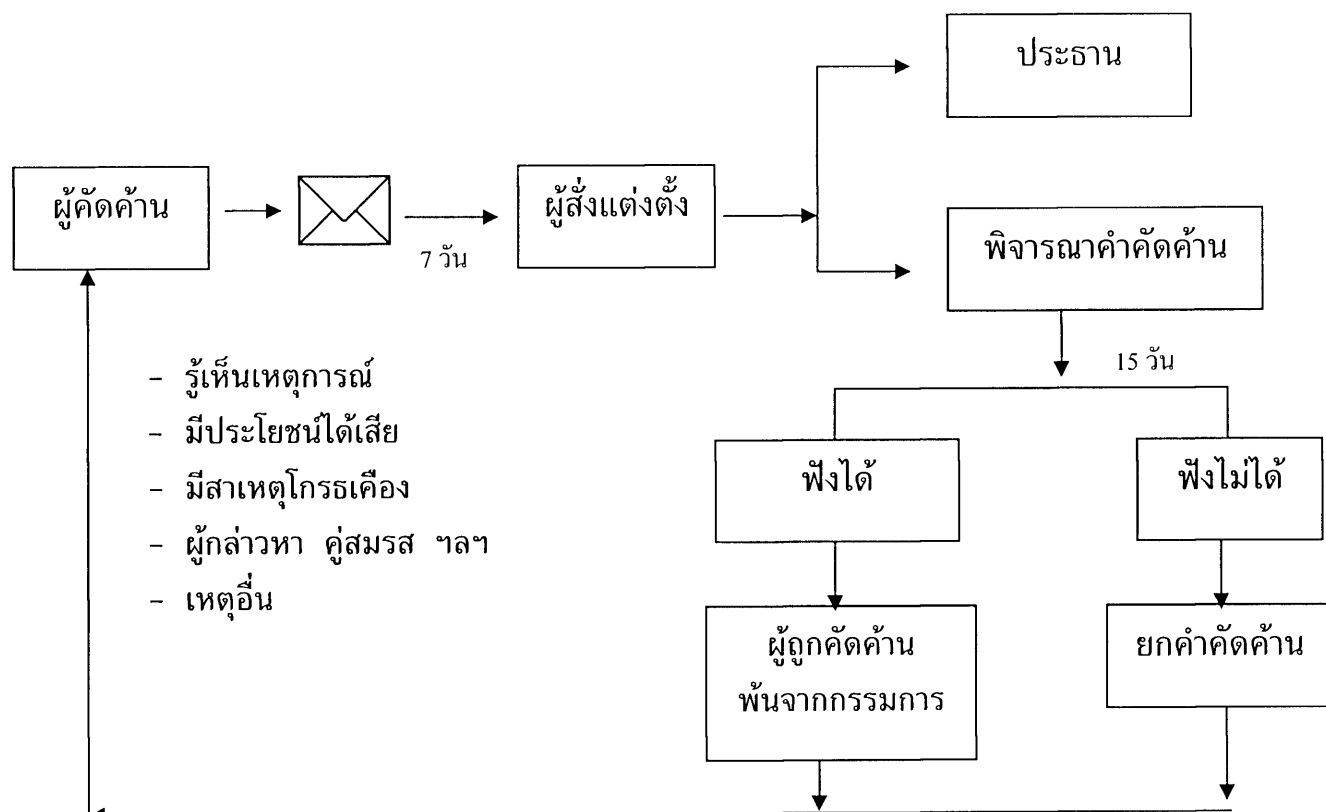 ประธาน
ผู้คัดค้าน
7 วัน
ผู้สั่งแต่งตั้ง
พิจารณาคำคัดค้าน
15 วัน
- รู้เห็นเหตุการณ์
- มีประโยชน์ได้เสีย
- มีสาเหตุโกรธเคือง
- ผู้กล่าวหา คู่สมรส ฯลฯ
- เหตุอื่น
ฟังได้
ฟังไม่ได้
ผู้ถูกคัดค้าน
พ้นจากกรรมการ
ยกคำคัดค้าน